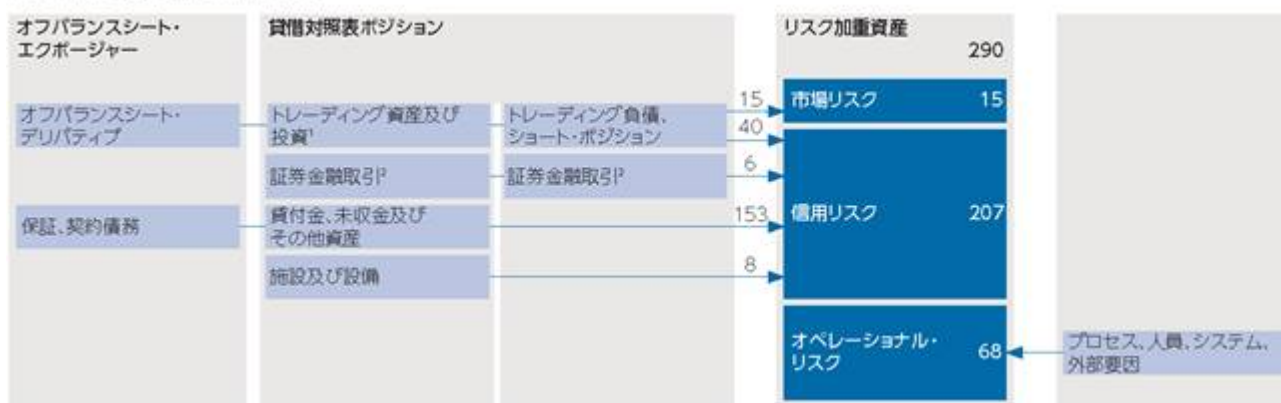 オフバランスシート・
エクポージャー
貸借対照表ポジション
リスク加重資産
290
オフバランスシート・
デリバティブ
トレーディング資産及び
投資¹
トレーディング負債、
ショート・ポジション
15
市場リスク 15
40
証券金融取引²
証券金融取引²
6
保証、契約債務
貸付金、未収金及び
その他資産
153
信用リスク 207
施設及び設備
8
オペレーショナル・
リスク
68
プロセス、人員、システム、
外部要因